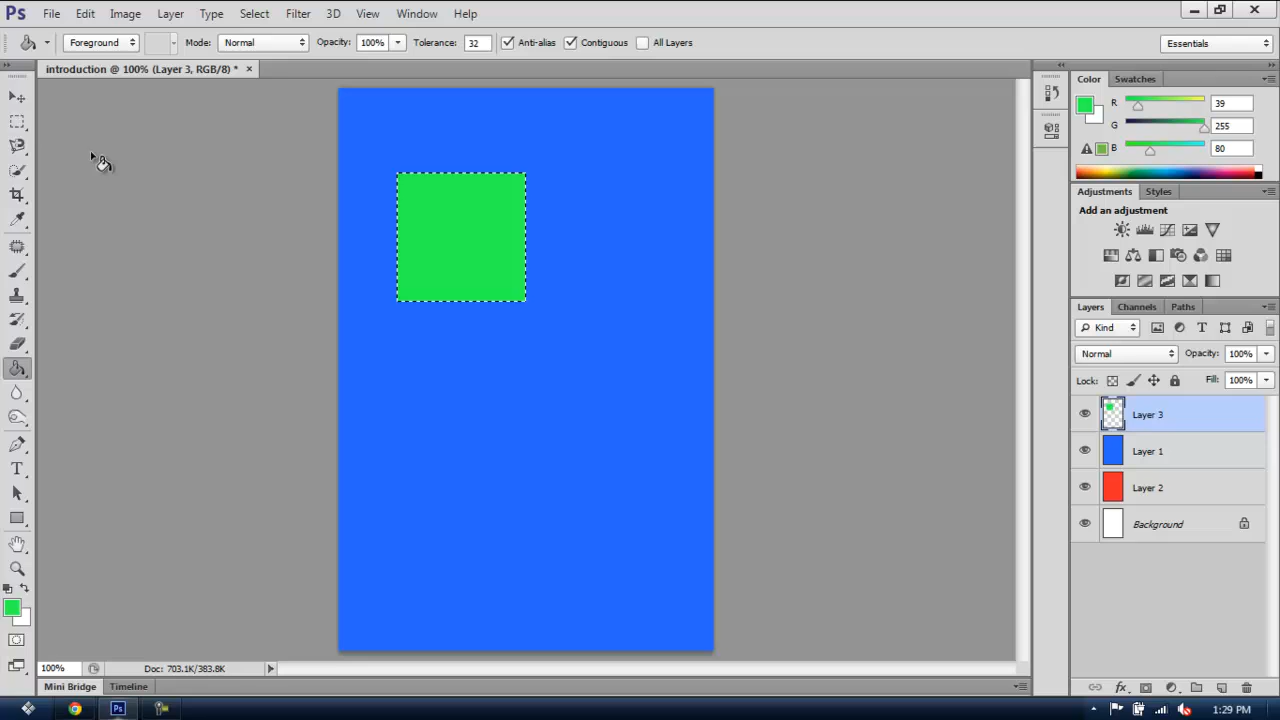 Ps File Edit Image Layer Type Select Filter 3D View Window Help
Foreground Mode: Normal Opacity: 100% Tolerance: 32 Anti-alias Contiguous All Layers Essentials
introduction @ 100% (Layer 3, RGB/8) * ×
Color Swatches
R 39
G 255
B 80
Adjustments Styles
Add an adjustment
Layers Channels Paths
Kind
Normal Opacity: 100%
Lock: Fill: 100%
Layer 3
Layer 1
Layer 2
Background
fx
100% Doc: 703.1K/383.8K
Mini Bridge Timeline
Ps 1:29 PM